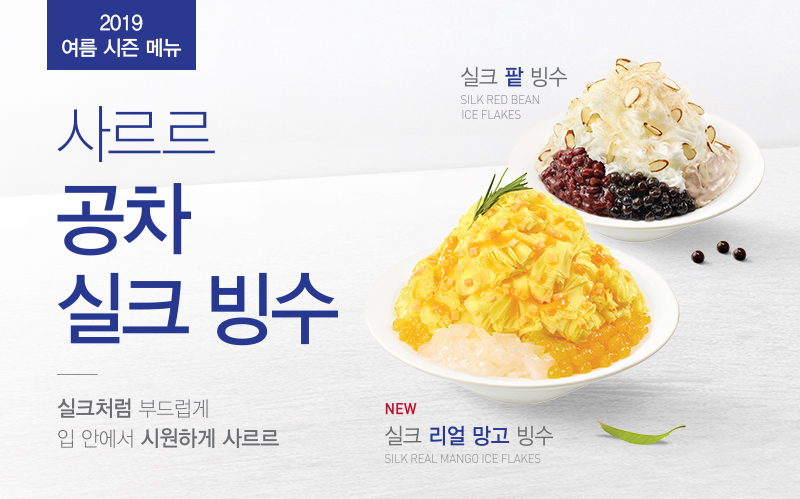 2019
여름 시즌 메뉴
사르르
공차
실크 빙수
실크처럼 부드럽게
입 안에서 시원하게 사르르
실크 팥 빙수
SILK RED BEAN
ICE FLAKES
NEW
실크 리얼 망고 빙수
SILK REAL MANGO ICE FLAKES